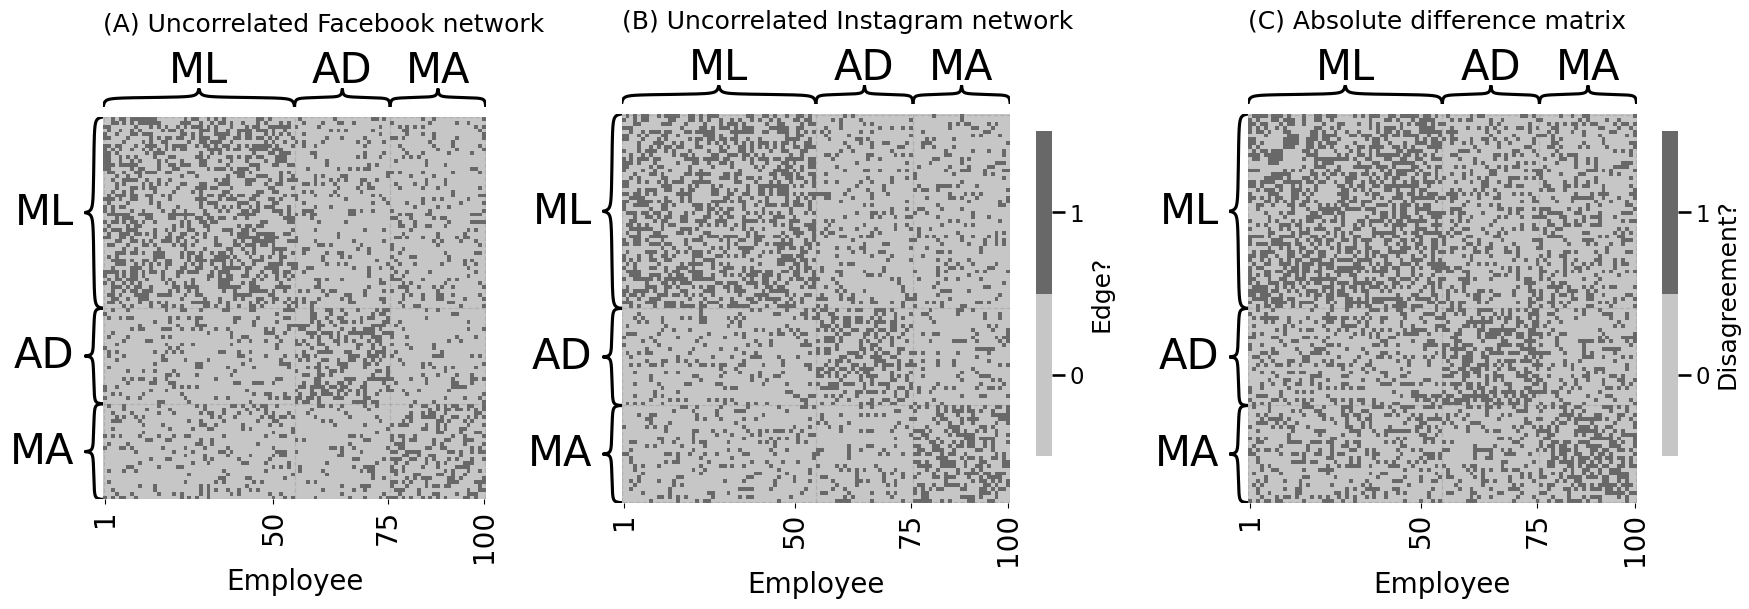 (A) Uncorrelated Facebook network
ML AD MA
ML
AD
MA
1 50 75 100
Employee
(B) Uncorrelated Instagram network
ML AD MA
ML
AD
MA
1 50 75 100
Employee
1
0
Edge?
(C) Absolute difference matrix
ML AD MA
ML
AD
MA
1 50 75 100
Employee
1
0
Disagreement?